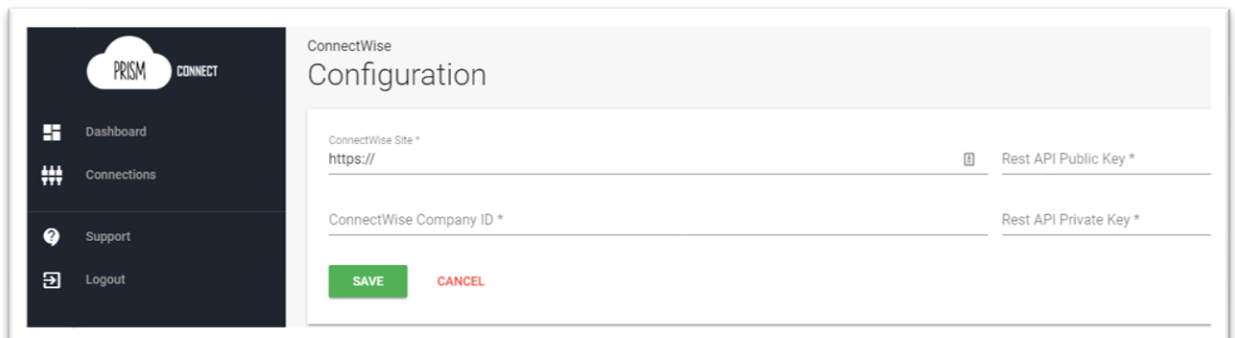 PRISM CONNECT
Dashboard
Connections
Support
Logout
ConnectWise
Configuration
ConnectWise Site *
https://
Rest API Public Key *
ConnectWise Company ID *
Rest API Private Key *
SAVE
CANCEL